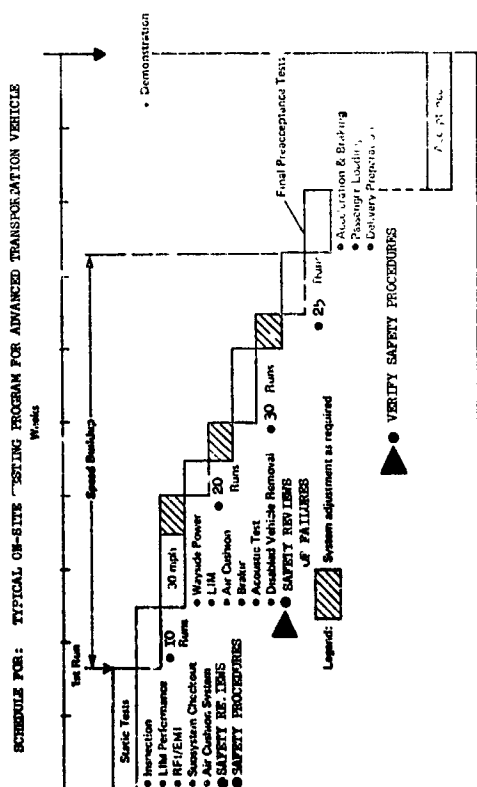 SCHEDULE FOR: TYPICAL ON-SITE TESTING PROGRAM FOR ADVANCED TRANSPORTATION VEHICLE
Weeks
Speed Buildup
1st Run
Static Tests
• Inspection
• LIM Performance
• RFI/EMI
• Subsystem Checkout
• Air Cushion System
• SAFETY REVIEWS
• SAFETY PROCEDURES
• 10
Runs
30 mph
• Wayside Power
• LIM
• Air Cushion
• Brake
• Acoustic Test
• Disabled Vehicle Removal
• SAFETY REVIEWS
OF FAILURES
• 20
Runs
• 30
Runs
• 25
Runs
Final Preacceptance Tests
• Acceleration & Braking
• Passenger Loading
• Delivery Preparation
• VERIFY SAFETY PROCEDURES
Acceptance
• Demonstration
Legend:
System adjustment as required